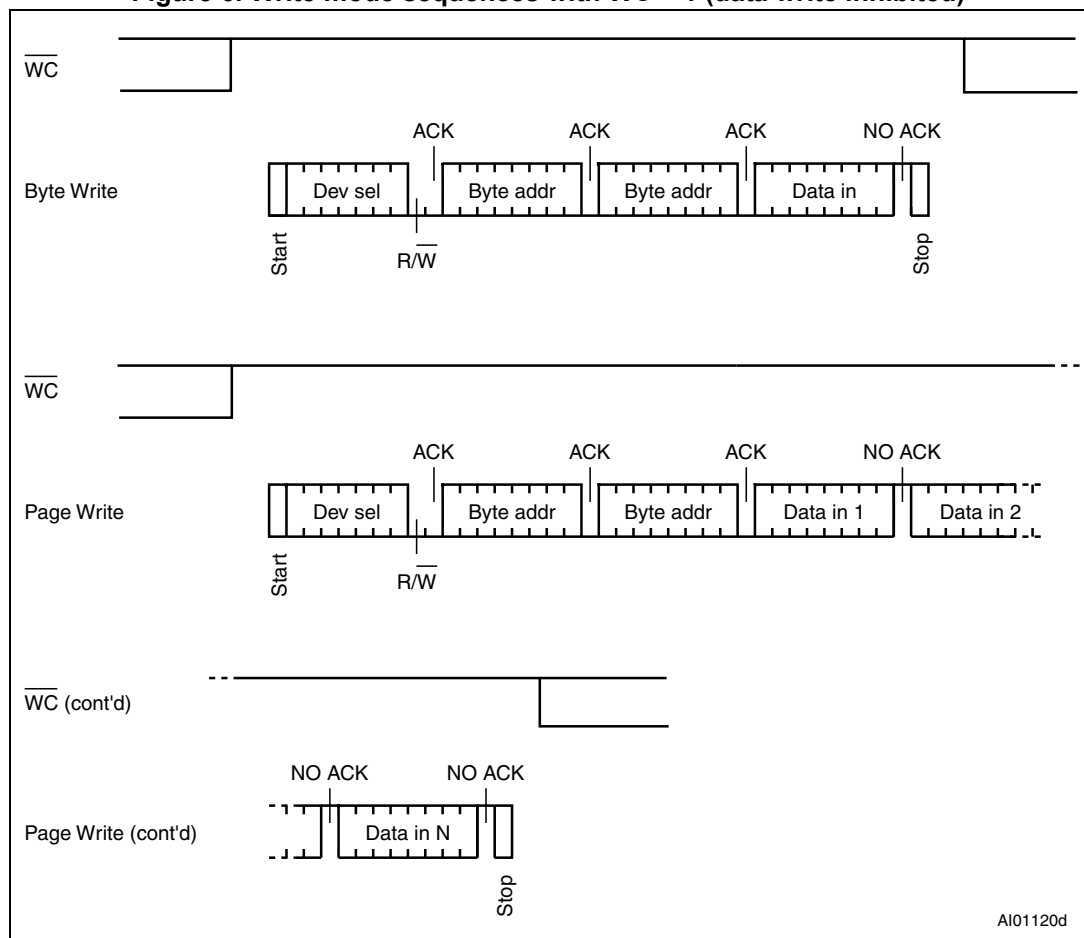 WC
ACK ACK ACK NO ACK
Byte Write Dev sel Byte addr Byte addr Data in
Start R/W Stop
WC
ACK ACK ACK NO ACK
Page Write Dev sel Byte addr Byte addr Data in 1 Data in 2
Start R/W
WC (cont'd)
NO ACK NO ACK
Page Write (cont'd) Data in N
Stop
AI01120d